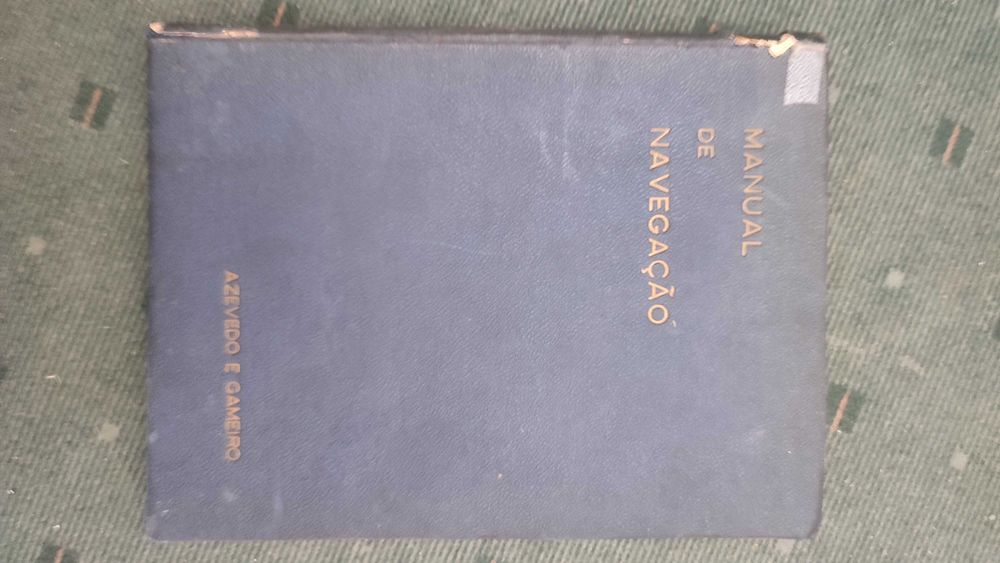 MANUAL
DE
NAVEGAÇÃO
AZEVEDO E GAMEIRO